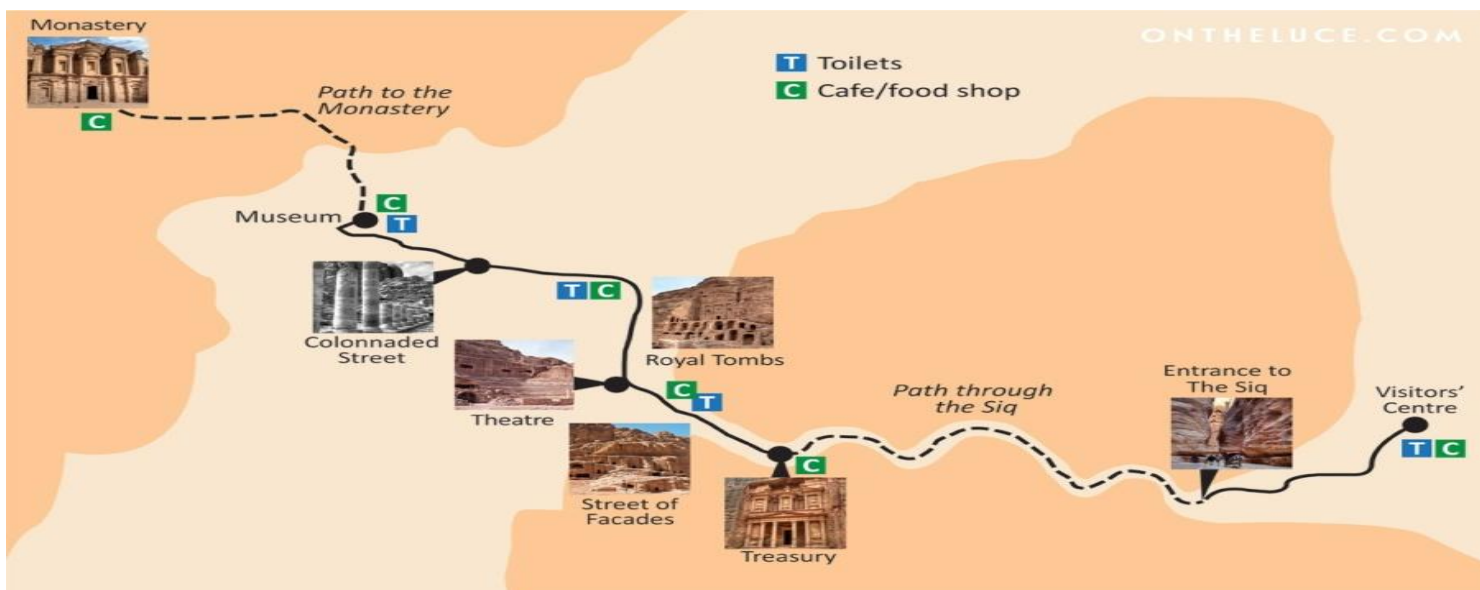 Monastery
ONTHELUCE.COM
T Toilets
C Cafe/food shop
Path to the
Monastery
C
C
Museum
T
T C
Colonnaded
Street
Royal Tombs
Theatre
C
T
Path through
the Siq
Entrance to
The Siq
Visitors'
Centre
T C
C
Street of
Facades
Treasury